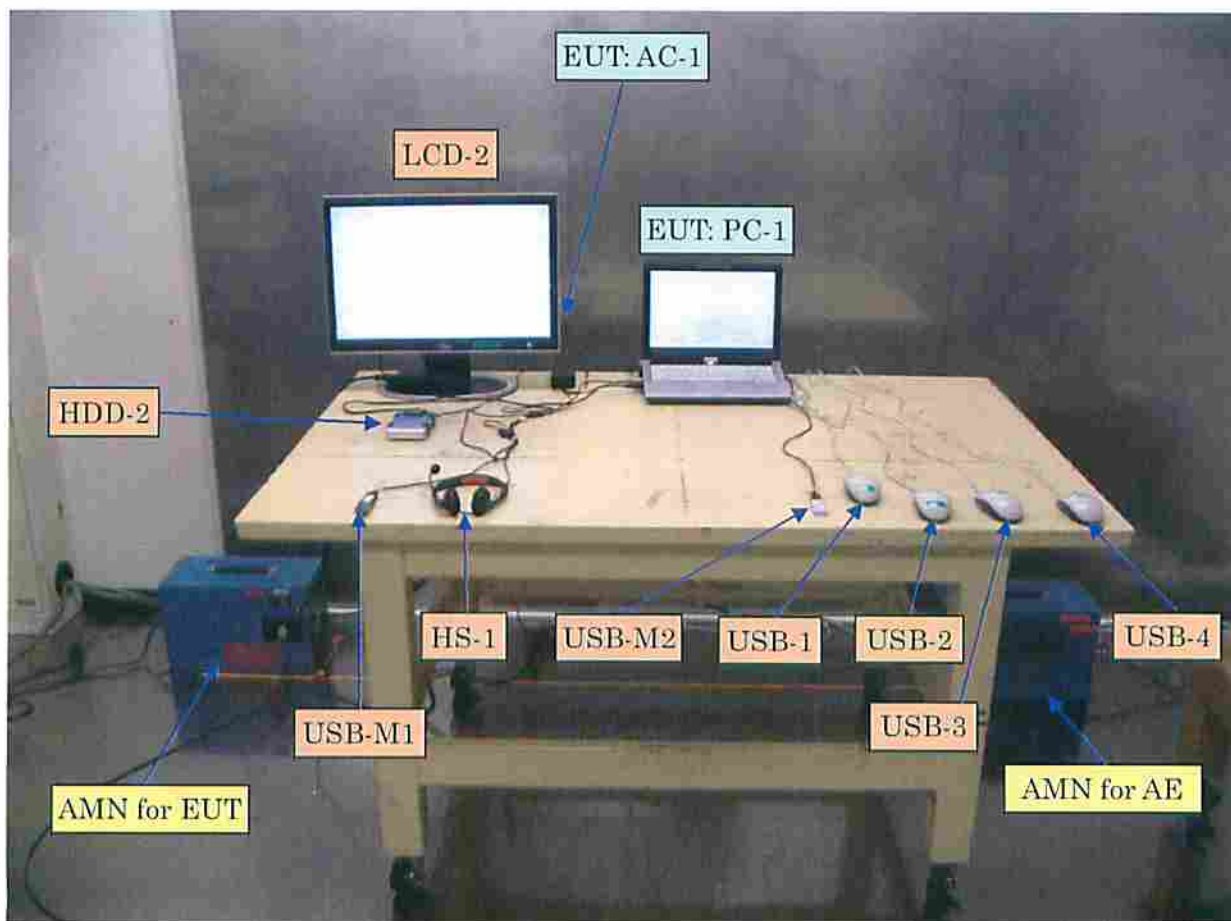 EUT: AC-1
LCD-2
EUT: PC-1
HDD-2
HS-1
USB-M2
USB-1
USB-2
USB-4
USB-M1
USB-3
AMN for EUT
AMN for AE